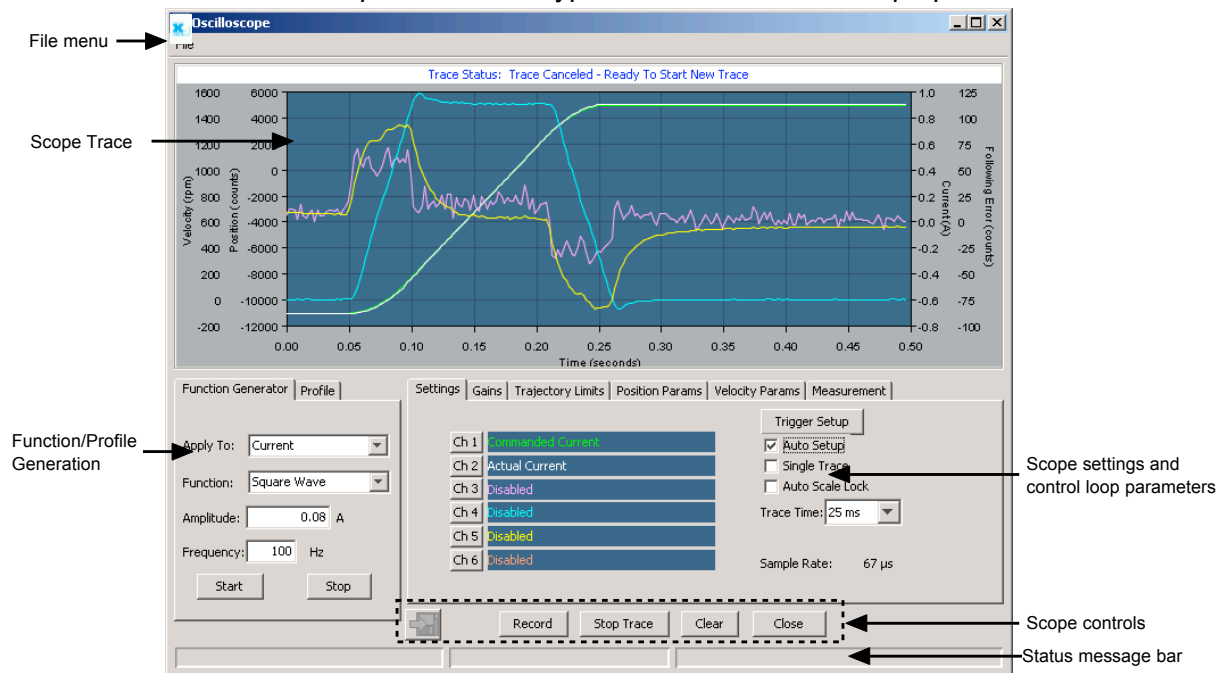 Oscilloscope
File menu
File
Trace Status: Trace Canceled - Ready To Start New Trace
Scope Trace
1600 6000 1.0 125
1400 4000 0.8 100
1200 2000 0.6 75
1000 0 0.4 50
800 -2000 0.2 25
600 -4000 0.0 0
400 -6000 -0.2 -25
200 -8000 -0.4 -50
0 -10000 -0.6 -75
-200 -12000 -0.8 -100
Velocity (rpm)
Position (counts)
Current (A)
Following Error (counts)
0.00 0.05 0.10 0.15 0.20 0.25 0.30 0.35 0.40 0.45 0.50
Time (seconds)
Function Generator Profile
Settings Gains Trajectory Limits Position Params Velocity Params Measurement
Function/Profile
Generation
Apply To: Current
Function: Square Wave
Amplitude: 0.08 A
Frequency: 100 Hz
Start Stop
Ch 1 Commanded Current
Ch 2 Actual Current
Ch 3 Disabled
Ch 4 Disabled
Ch 5 Disabled
Ch 6 Disabled
Trigger Setup
Auto Setup
Single Trace
Auto Scale Lock
Trace Time: 25 ms
Sample Rate: 67 µs
Scope settings and
control loop parameters
Record Stop Trace Clear Close
Scope controls
Status message bar